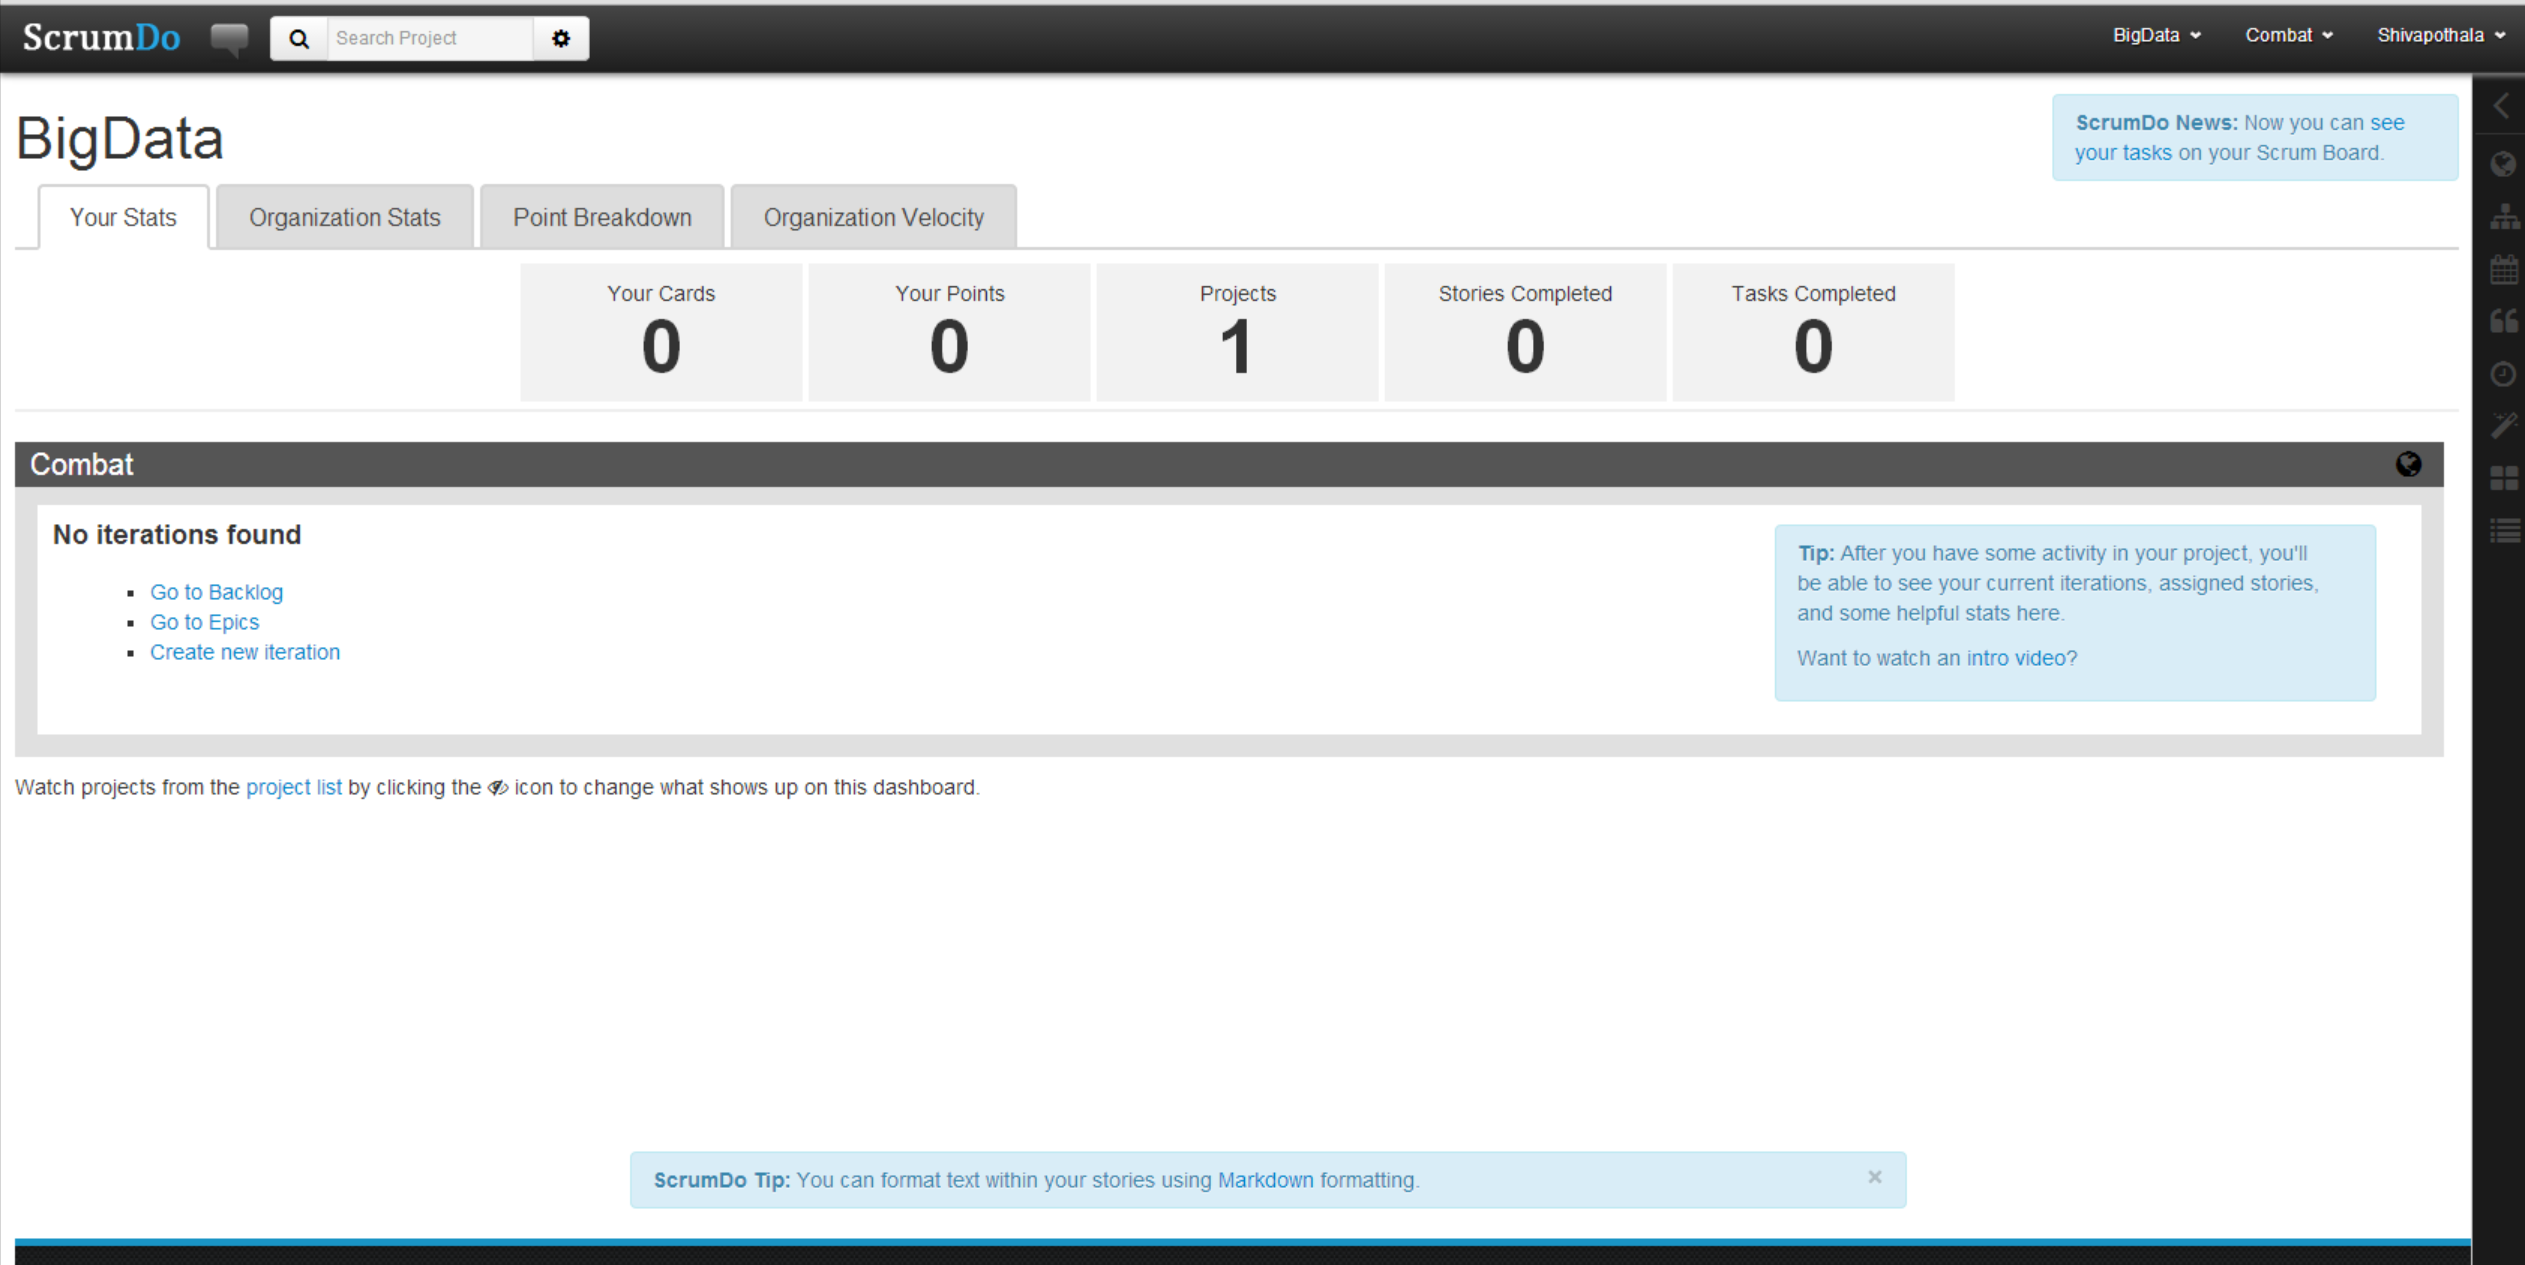 ScrumDo
Search Project
BigData
Combat
Shivapothala
BigData
ScrumDo News: Now you can see
your tasks on your Scrum Board.
Your Stats
Organization Stats
Point Breakdown
Organization Velocity
Your Cards
0
Your Points
0
Projects
1
Stories Completed
0
Tasks Completed
0
Combat
No iterations found
Go to Backlog
Go to Epics
Create new iteration
Tip: After you have some activity in your project, you'll
be able to see your current iterations, assigned stories,
and some helpful stats here.
Want to watch an intro video?
Watch projects from the project list by clicking the icon to change what shows up on this dashboard.
ScrumDo Tip: You can format text within your stories using Markdown formatting.
×